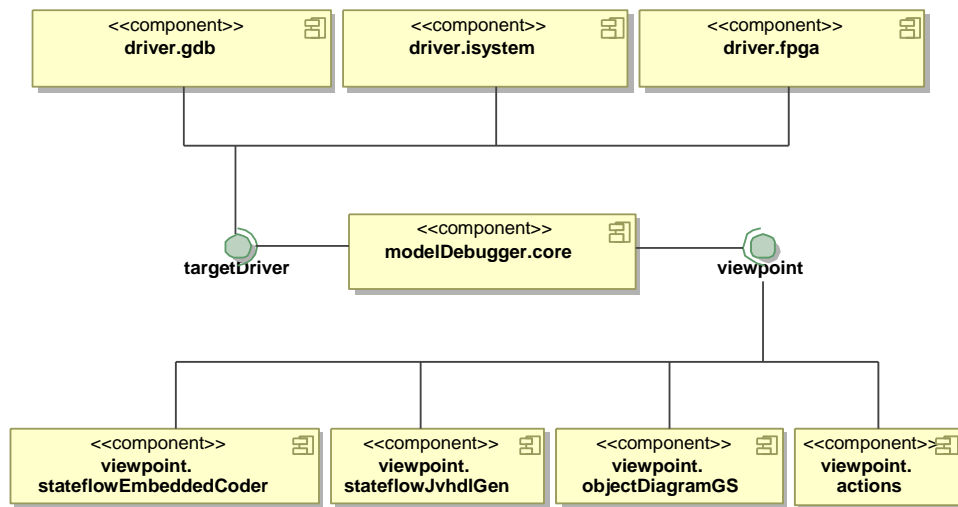 <<component>>
driver.gdb
<<component>>
driver.isystem
<<component>>
driver.fpga
<<component>>
modelDebugger.core
targetDriver
viewpoint
<<component>>
viewpoint.
stateflowEmbeddedCoder
<<component>>
viewpoint.
stateflowJvhdlGen
<<component>>
viewpoint.
objectDiagramGS
<<component>>
viewpoint.
actions